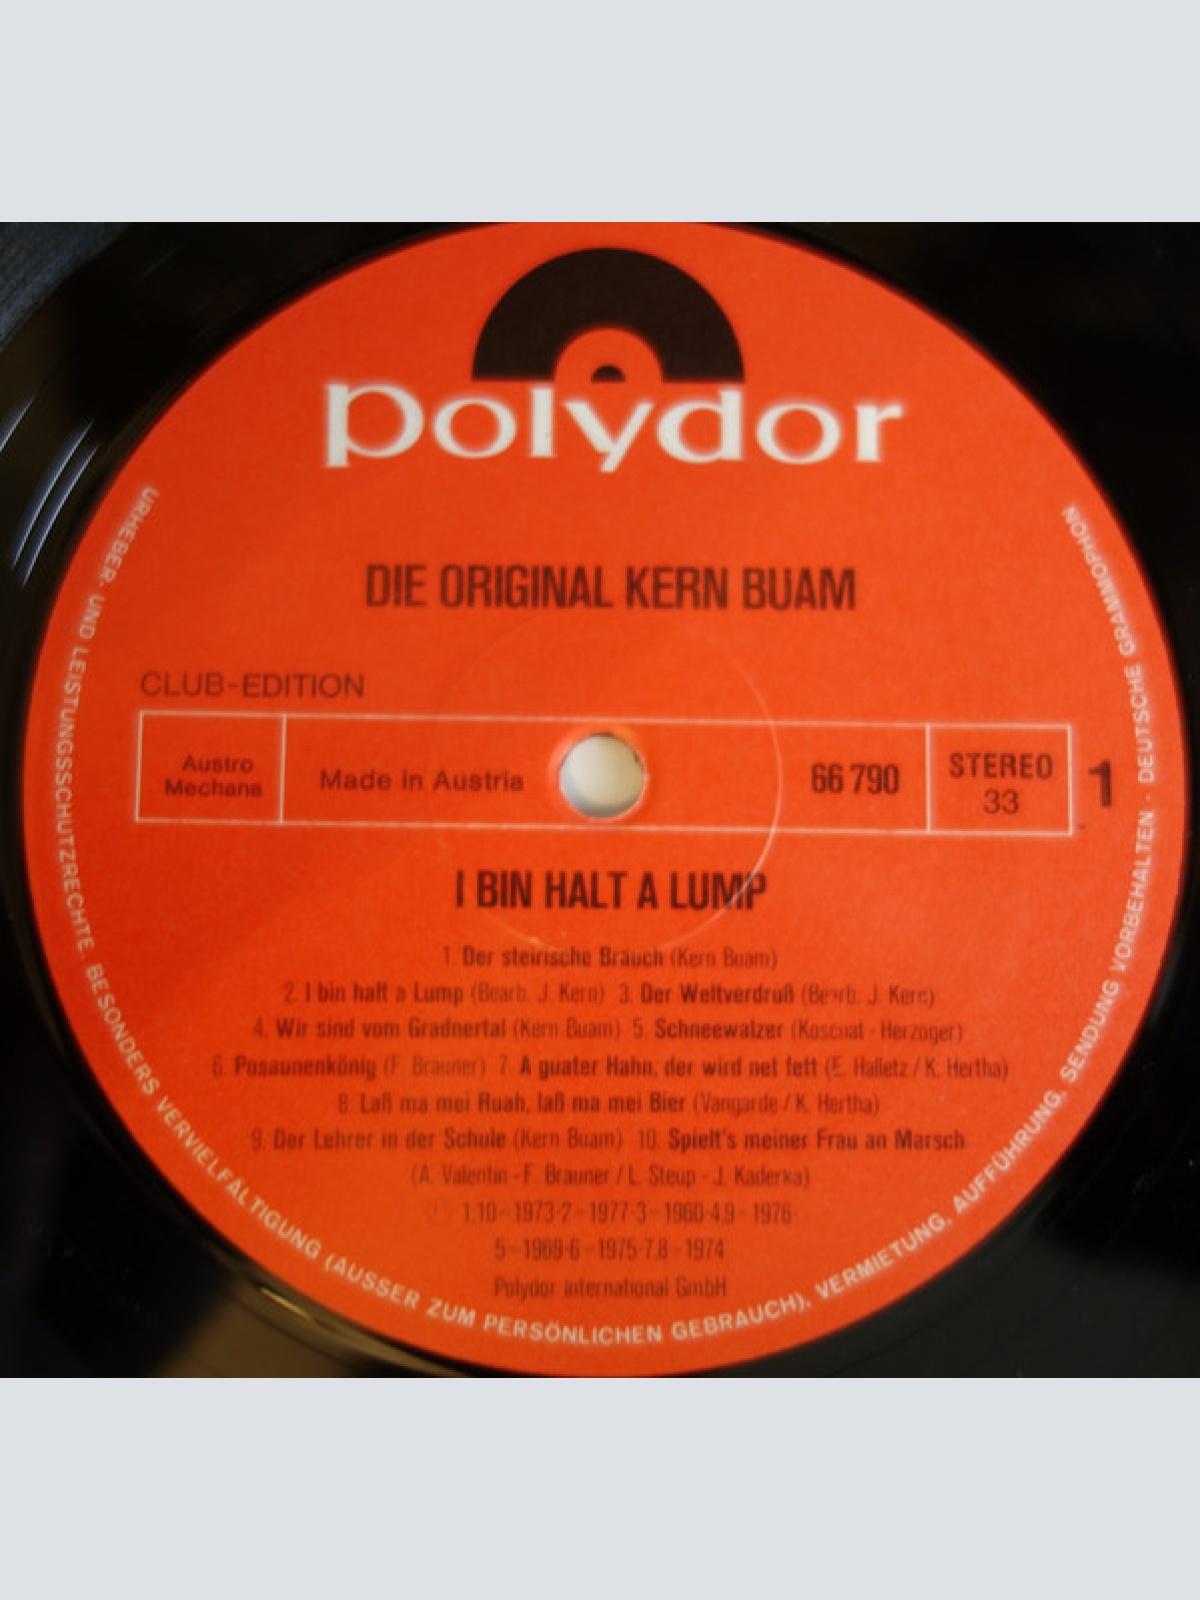 polydor
DIE ORIGINAL KERN BUAM
CLUB-EDITION
Austro
Mechana
Made in Austria
66 790
STEREO
33
1
I BIN HALT A LUMP
1. Der steirische Brauch (Kern Buam)
2. I bin halt a Lump (Bearb. J. Kern) 3. Der Weltverdruß (Bearb. J. Kern)
4. Wir sind vom Gradnertal (Kern Buam) 5. Schneewalzer (Koschat - Herzoger)
6. Posaunenkönig (F. Brauner) 7. A guater Hahn, der wird net fett (E. Halletz / K. Hertha)
8. Laß ma mei Ruah, laß ma mei Bier (Vangarde / K. Hertha)
9. Der Lehrer in der Schule (Kern Buam) 10. Spielt's meiner Frau an Marsch
(A. Valentin - F. Brauner / L. Steup - J. Kaderka)
1,10 - 1973·2 - 1977·3 - 1960·4,9 - 1976·
5 - 1969·6 - 1975·7,8 - 1974
Polydor International GmbH
URHEBER- UND LEISTUNGSSCHUTZRECHTE. BESONDERS VERVIELFÄLTIGUNG (AUSSER ZUM PERSÖNLICHEN GEBRAUCH), VERMIETUNG, AUFFÜHRUNG, SENDUNG VORBEHALTEN · DEUTSCHE GRAMMOPHON